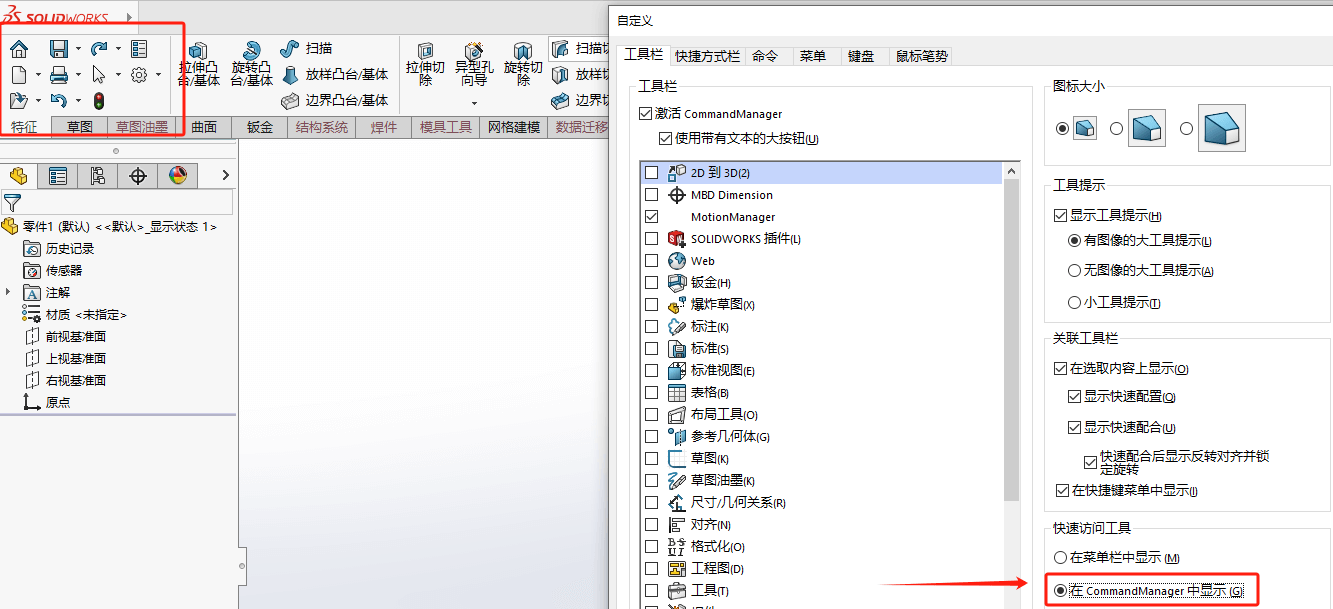 SOLIDWORKS
拉伸凸台/基体
旋转凸台/基体
扫描
放样凸台/基体
边界凸台/基体
拉伸切除
异型孔向导
旋转切除
扫描切
放样切
边界切
特征 草图 草图油墨 曲面 钣金 结构系统 焊件 模具工具 网格建模 数据迁移
零件1 (默认) <<默认>_显示状态 1>
历史记录
传感器
注解
材质 <未指定>
前视基准面
上视基准面
右视基准面
原点
自定义
工具栏 快捷方式栏 命令 菜单 键盘 鼠标笔势
工具栏
激活 CommandManager
使用带有文本的大按钮(U)
2D 到 3D(2)
MBD Dimension
MotionManager
SOLIDWORKS 插件(L)
Web
钣金(H)
爆炸草图(X)
标注(K)
标准(S)
标准视图(E)
表格(B)
布局工具(O)
参考几何体(G)
草图(K)
草图油墨(K)
尺寸/几何关系(R)
对齐(N)
格式化(O)
工程图(D)
工具(T)
图标大小
工具提示
显示工具提示(H)
有图像的大工具提示(L)
无图像的大工具提示(A)
小工具提示(T)
关联工具栏
在选取内容上显示(O)
显示快速配置(Q)
显示快速配合(U)
快速配合后显示反转对齐并锁
定旋转
在快捷键菜单中显示(I)
快速访问工具
在菜单栏中显示 (M)
在 CommandManager 中显示 (G)